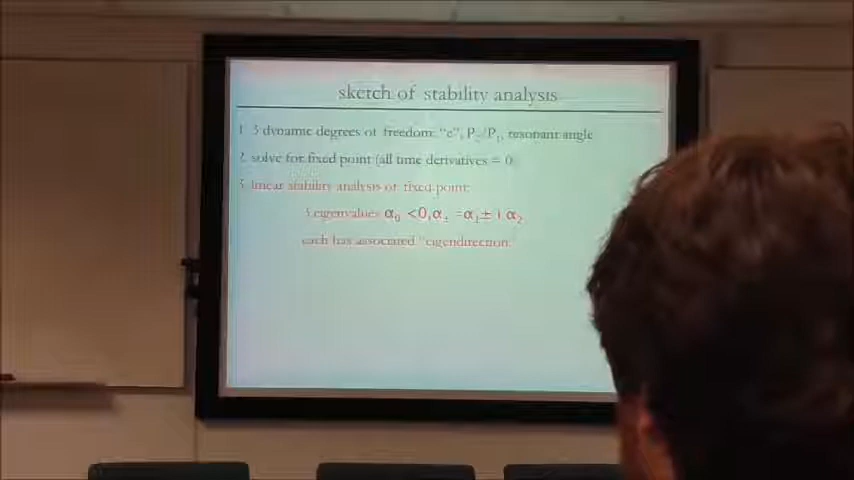 sketch of stability analysis
1. 3 dynamic degrees of freedom: "e", P₂/P₁, resonant angle
2. solve for fixed point (all time derivatives = 0)
3. linear stability analysis of fixed point:
3 eigenvalues α₀ <0,α± =α₁± i α₂
each has associated "eigendirection"